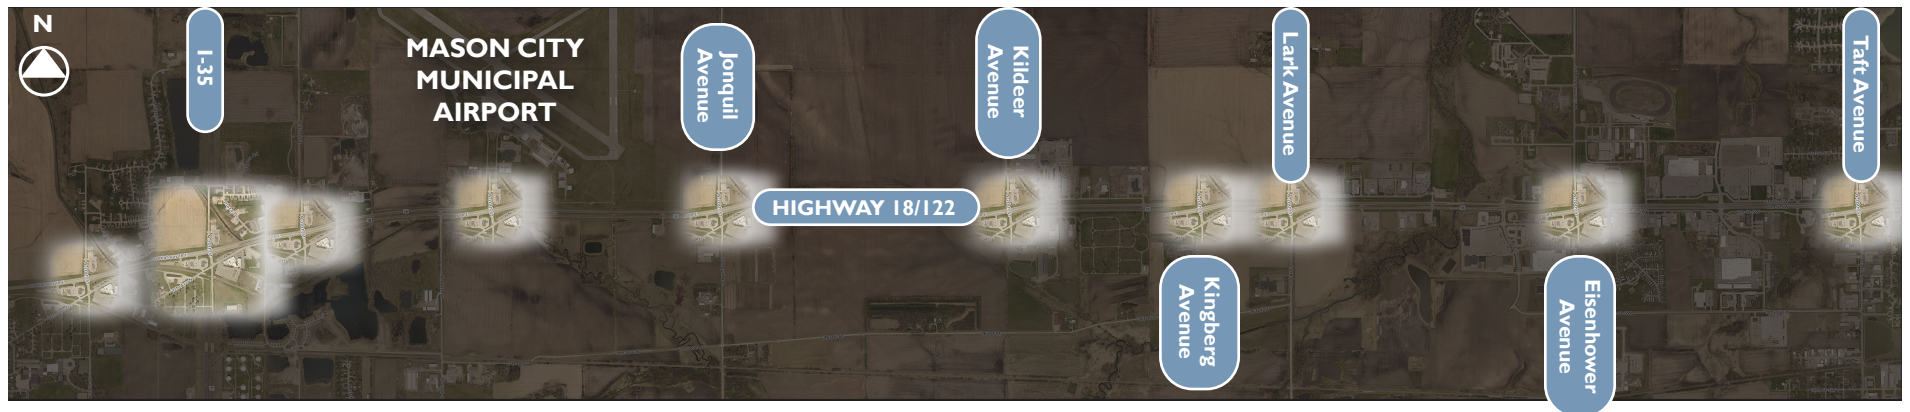 N
I-35
MASON CITY
MUNICIPAL
AIRPORT
Jonquil
Avenue
Kildeer
Avenue
Lark Avenue
Taft Avenue
HIGHWAY 18/122
Kingberg
Avenue
Eisenhower
Avenue